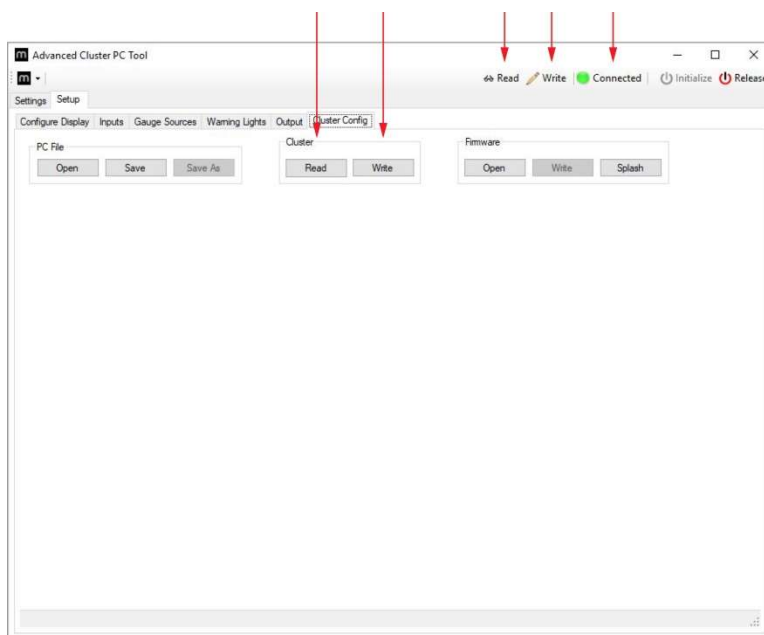 m Advanced Cluster PC Tool
m Read Write Connected Initialize Release
Settings Setup
Configure Display Inputs Gauge Sources Warning Lights Output Cluster Config
PC File Cluster Firmware
Open Save Save As Read Write Open Write Splash